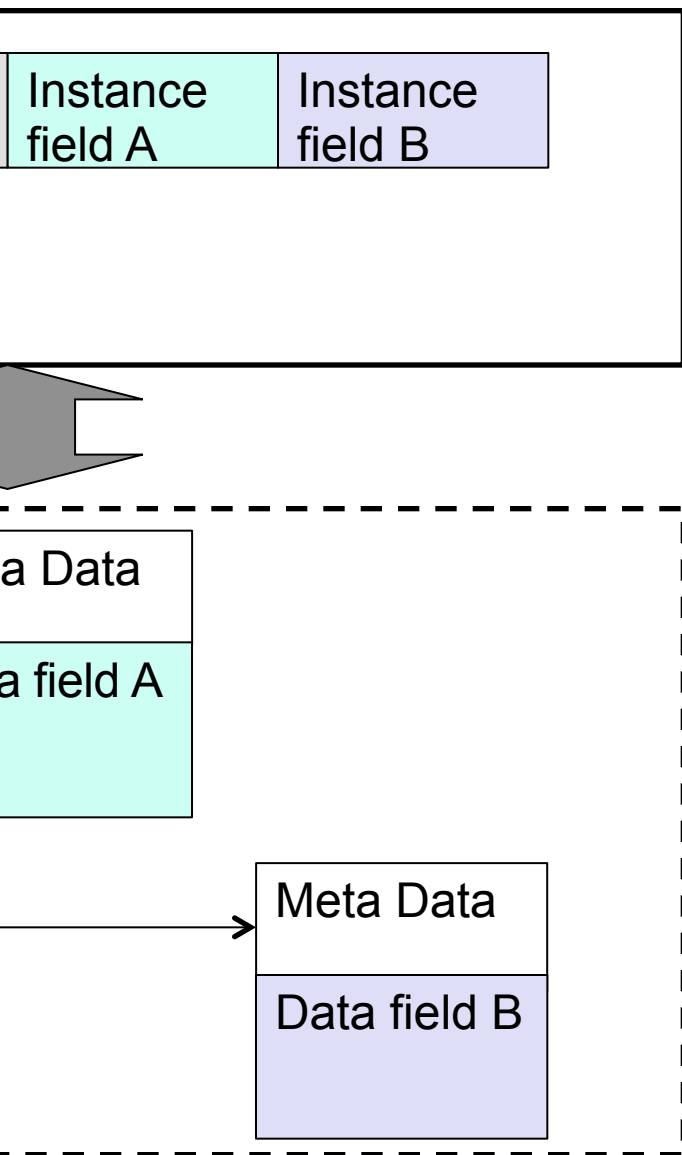 Instance
field A
Instance
field B
a Data
a field A
Meta Data
Data field B